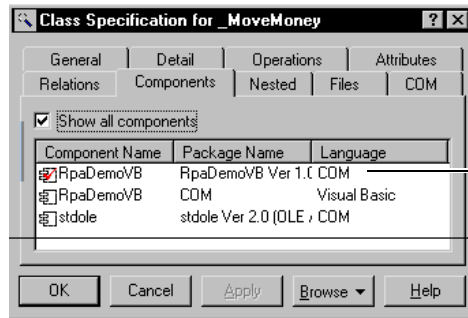 Class Specification for _MoveMoney
General Detail Operations Attributes
Relations Components Nested Files COM
Show all components
Component Name Package Name Language
RpaDemoVB RpaDemoVB Ver 1.( COM
RpaDemoVB COM Visual Basic
stdole stdole Ver 2.0 (OLE / COM
OK Cancel Apply Browse Help